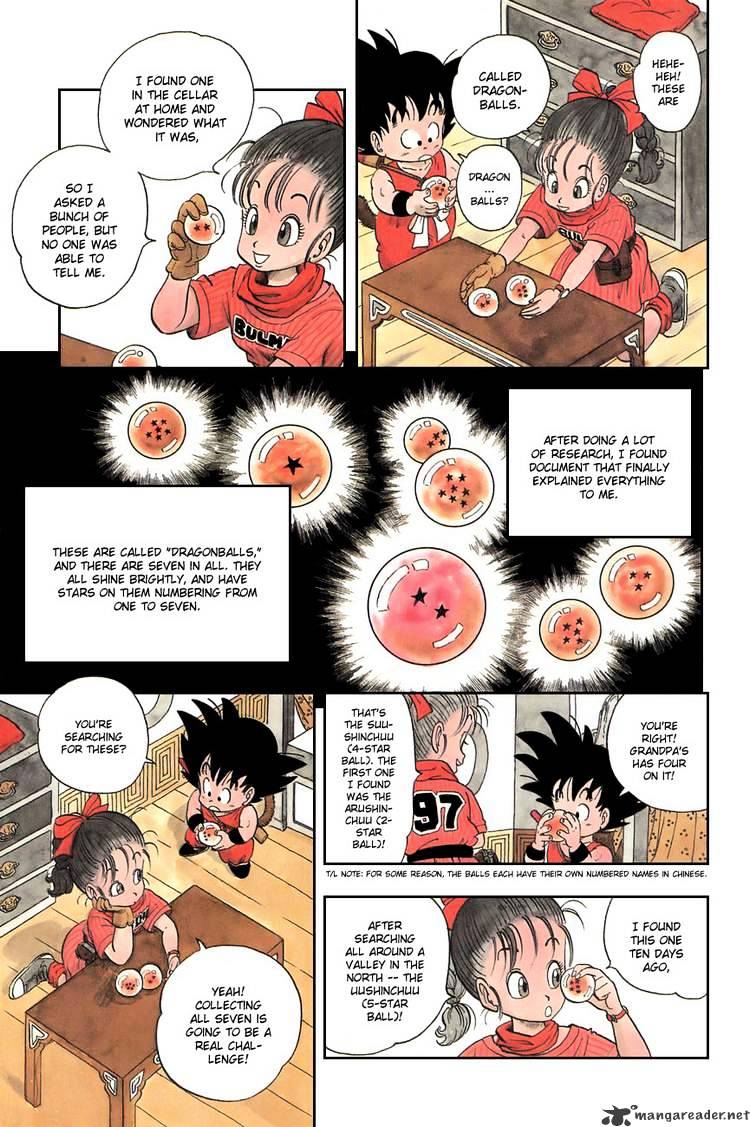 HEHE-
HEH!
THESE
ARE
CALLED
DRAGON-
BALLS.
DRAGON
...
BALLS?
BULM
I FOUND ONE
IN THE CELLAR
AT HOME AND
WONDERED WHAT
IT WAS,
SO I
ASKED A
BUNCH OF
PEOPLE, BUT
NO ONE WAS
ABLE TO
TELL ME.
BULM
AFTER DOING A LOT
OF RESEARCH, I FOUND
DOCUMENT THAT FINALLY
EXPLAINED EVERYTHING
TO ME.
THESE ARE CALLED "DRAGONBALLS,"
AND THERE ARE SEVEN IN ALL. THEY
ALL SHINE BRIGHTLY, AND HAVE
STARS ON THEM NUMBERING FROM
ONE TO SEVEN.
YOU'RE
RIGHT!
GRANDPA'S
HAS FOUR
ON IT!
THAT'S
THE SUU-
SHINCHUU
(4-STAR
BALL). THE
FIRST ONE
I FOUND
WAS THE
ARUSHIN-
CHUU (2-
STAR
BALL)!
97
T/L NOTE: FOR SOME REASON, THE BALLS EACH HAVE THEIR OWN NUMBERED NAMES IN CHINESE.
I FOUND
THIS ONE
TEN DAYS
AGO,
AFTER
SEARCHING
ALL AROUND
A VALLEY IN THE
NORTH -- THE
UUSHINCHUU
(5-STAR
BALL)!
YOU'RE
SEARCHING
FOR THESE?
YEAH!
COLLECTING
ALL SEVEN IS
GOING TO BE A
REAL CHAL-
LENGE!
mangareader.net